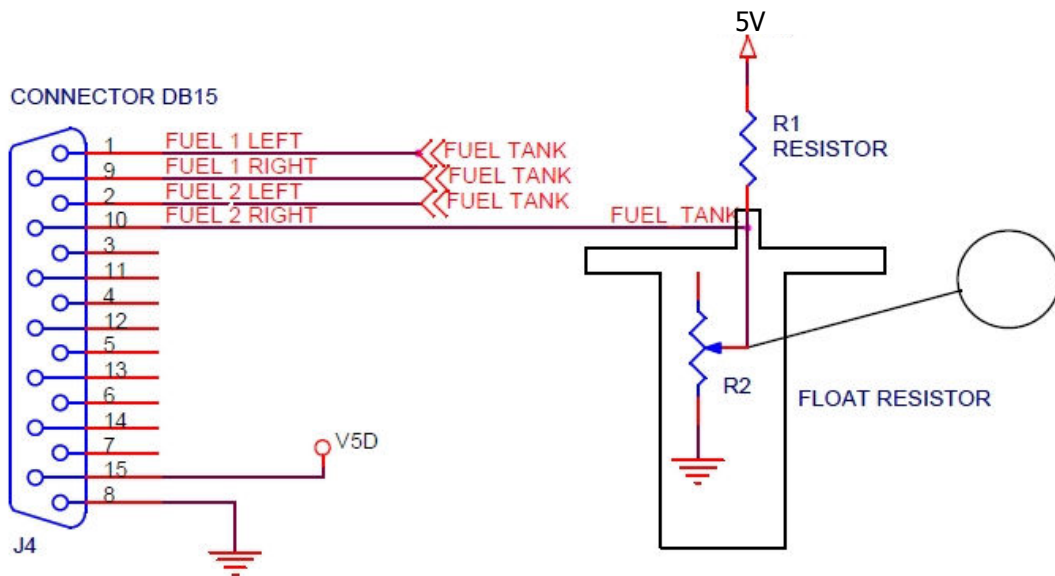 5V
CONNECTOR DB15
R1
RESISTOR
1
FUEL 1 LEFT
FUEL TANK
9
FUEL 1 RIGHT
FUEL TANK
2
FUEL 2 LEFT
FUEL TANK
10
FUEL 2 RIGHT
FUEL TANK
3
11
4
12
5
13
6
14
7
15
8
V5D
R2
FLOAT RESISTOR
J4